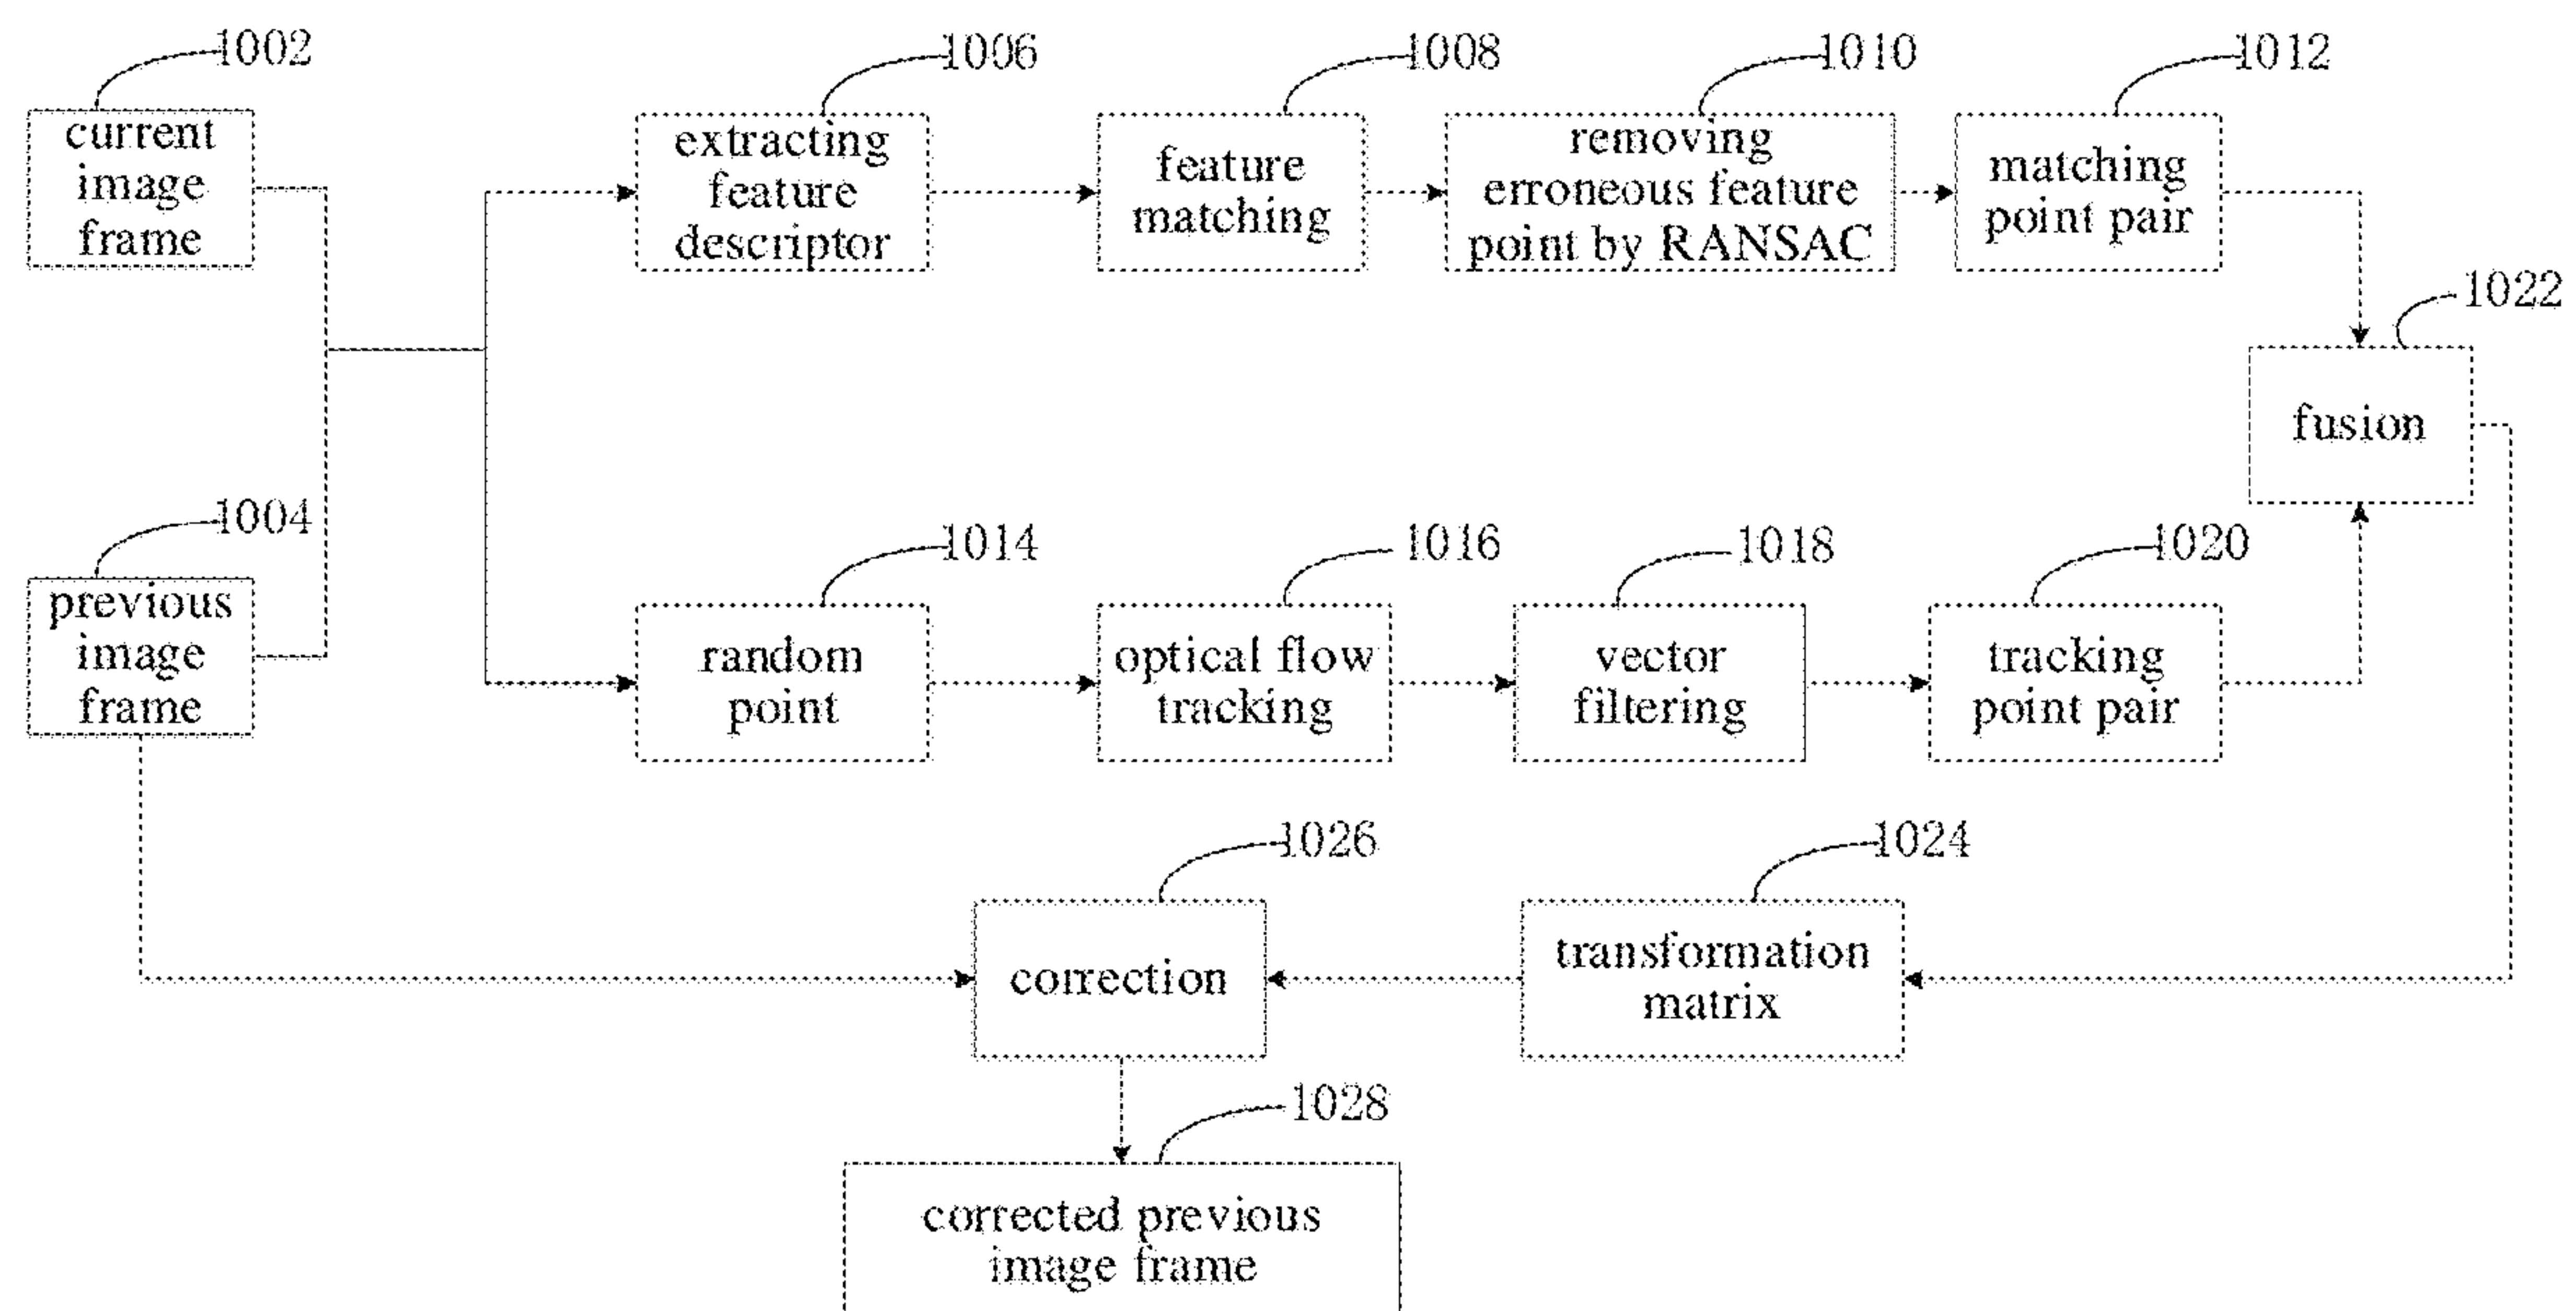 1002
current
image
frame
1006
extracting
feature
descriptor
1008
feature
matching
1010
removing
erroneous feature
point by RANSAC
1012
matching
point pair
1022
fusion
1004
previous
image
frame
1014
random
point
1016
optical flow
tracking
1018
vector
filtering
1020
tracking
point pair
1026
correction
1024
transformation
matrix
1028
corrected previous
image frame